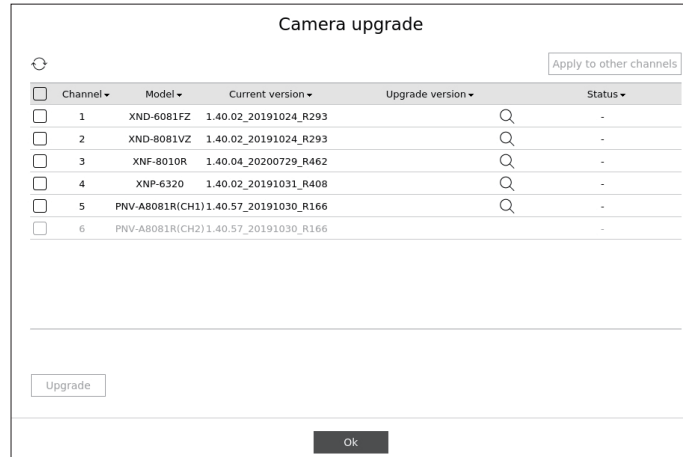 Camera upgrade
Apply to other channels
Channel Model Current version Upgrade version Status
1 XND-6081FZ 1.40.02_20191024_R293 -
2 XND-8081VZ 1.40.02_20191024_R293 -
3 XNF-8010R 1.40.04_20200729_R462 -
4 XNP-6320 1.40.02_20191031_R408 -
5 PNV-A8081R(CH1) 1.40.57_20191030_R166 -
6 PNV-A8081R(CH2) 1.40.57_20191030_R166 -
Upgrade
Ok